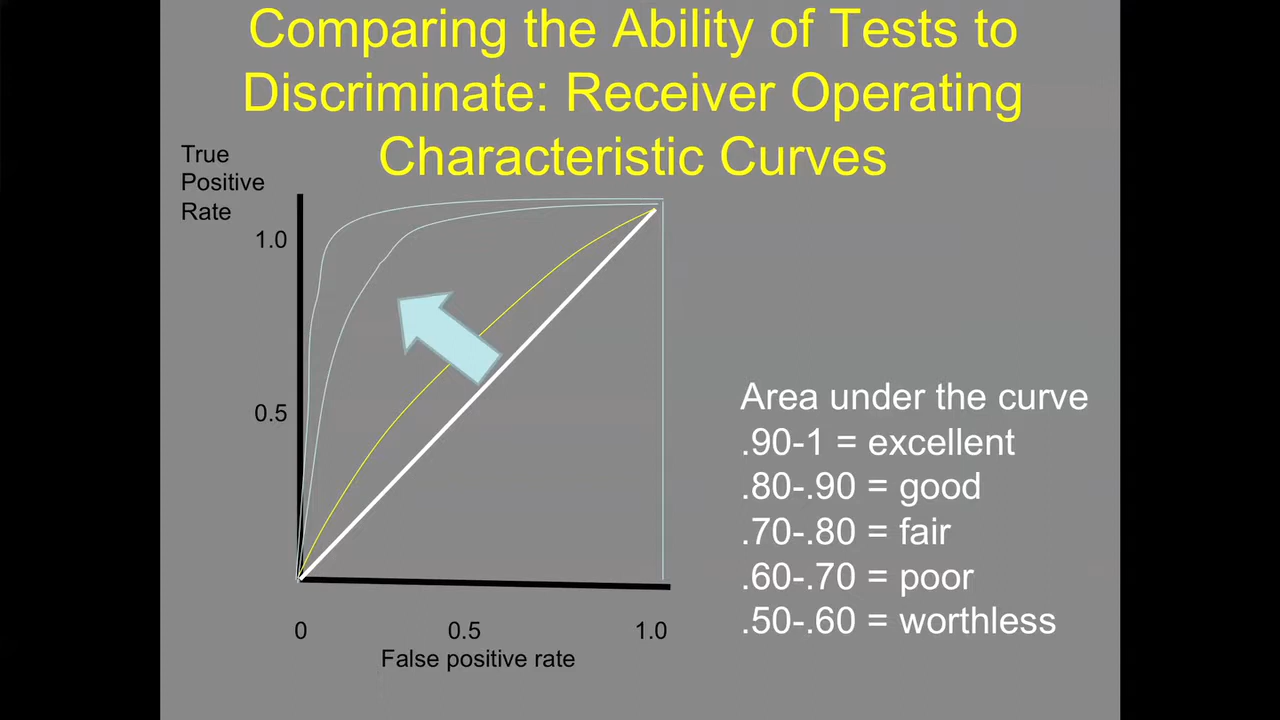 Comparing the Ability of Tests to
Discriminate: Receiver Operating
Characteristic Curves
True
Positive
Rate
1.0
0.5
0
0.5
1.0
False positive rate
Area under the curve
.90-1 = excellent
.80-.90 = good
.70-.80 = fair
.60-.70 = poor
.50-.60 = worthless